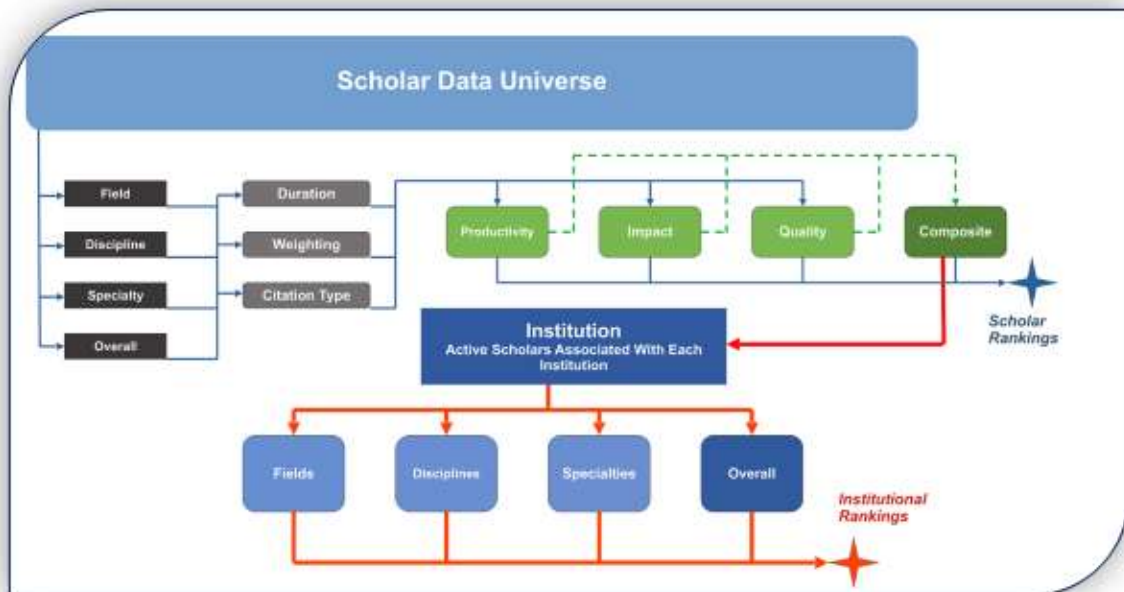 Scholar Data Universe
Field
Discipline
Specialty
Overall
Duration
Weighting
Citation Type
Productivity
Impact
Quality
Composite
Scholar
Rankings
Institution
Active Scholars Associated With Each
Institution
Fields
Disciplines
Specialties
Overall
Institutional
Rankings